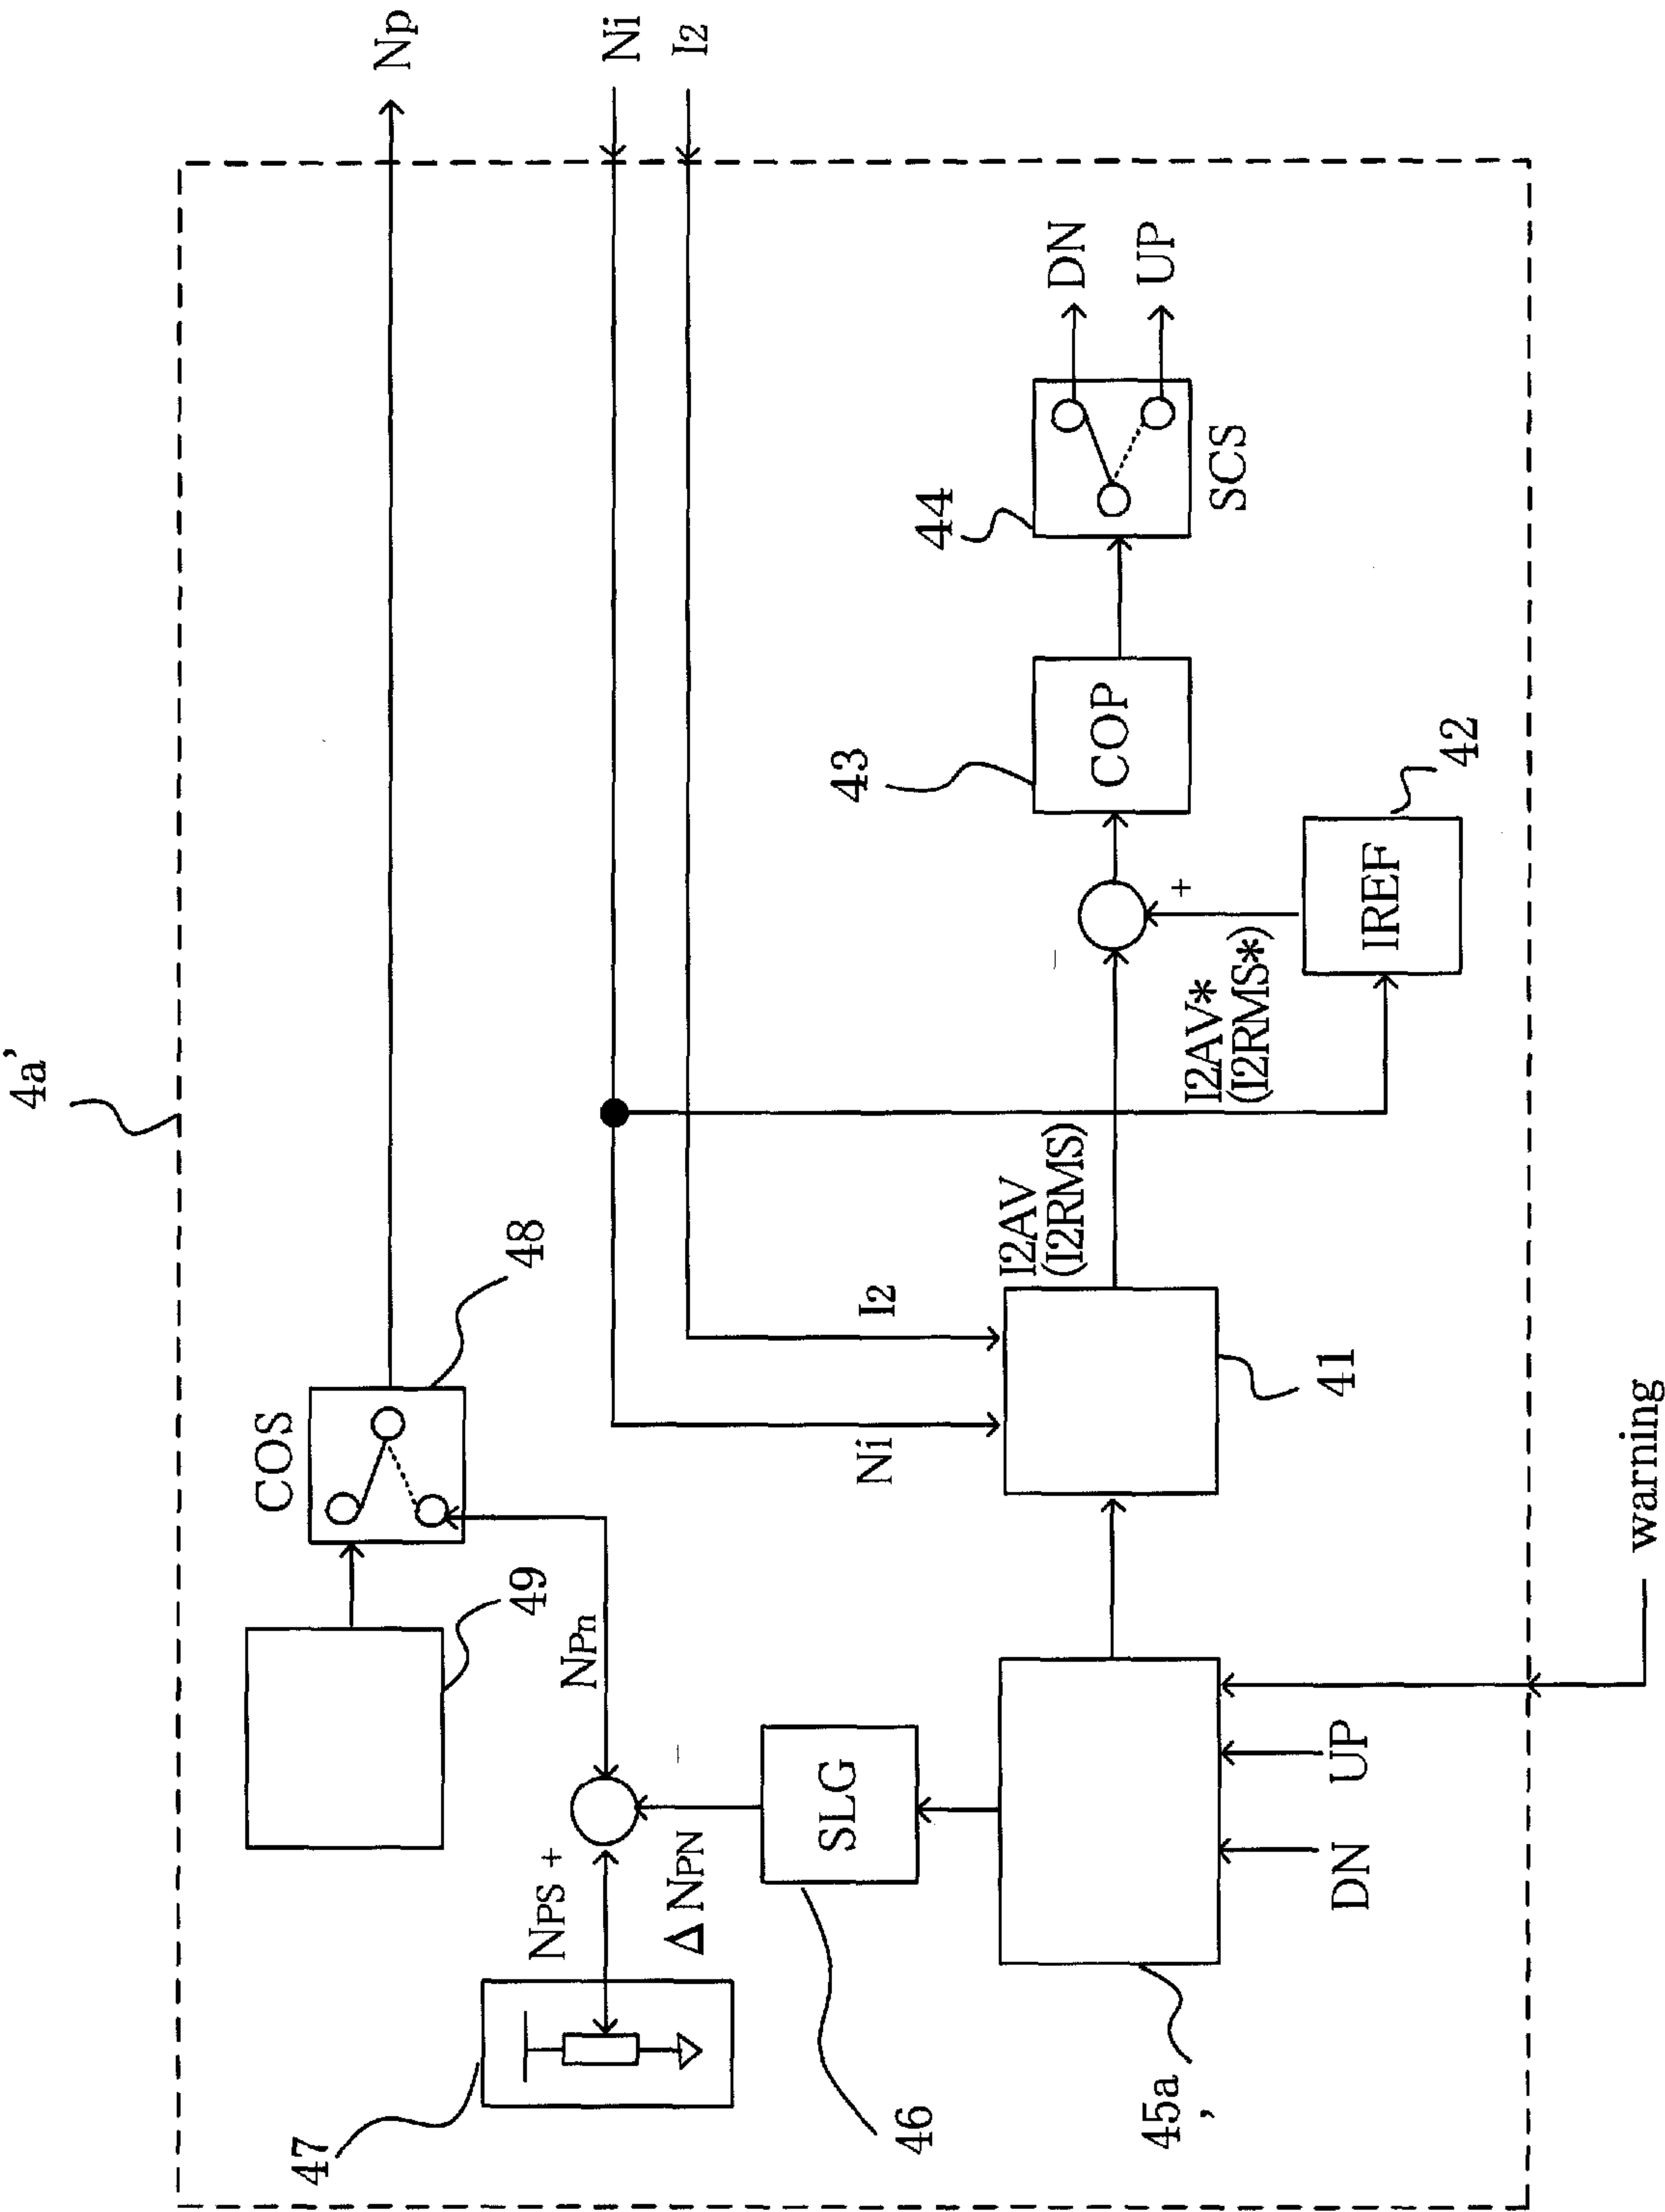 4a’
Np
Ni
I2
COS
48
49
NPn
NPS +
ΔNPN
−
47
SLG
46
Ni
I2
I2AV
(I2RMS)
41
I2AV*
(I2RMS*)
−
+
IREF
42
COP
43
44
SCS
DN
UP
45a’
DN
UP
warning